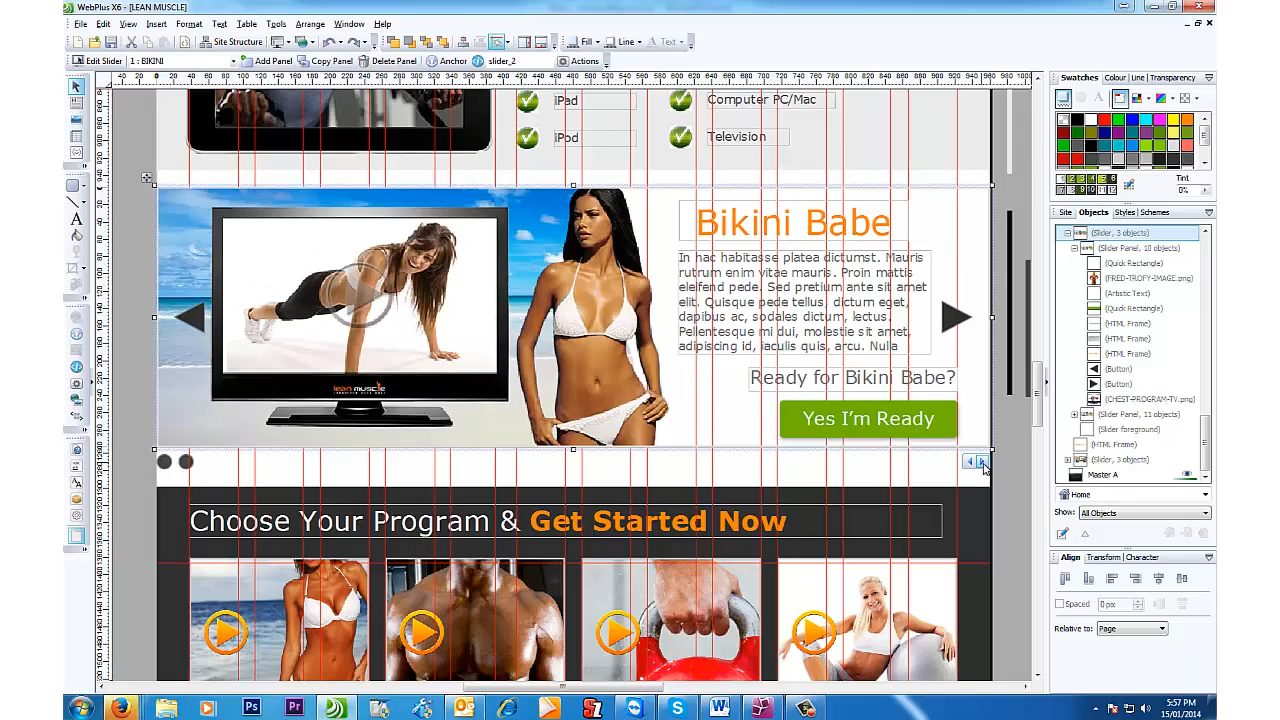 WebPlus X6 - [LEAN MUSCLE]
File Edit View Insert Format Text Table Tools Arrange Window Help
Site Structure Fill Line Text
Edit Slider 1 : BIKINI Add Panel Copy Panel Delete Panel Anchor slider_2 Actions
Swatches Colour Line Transparency
Tint
0%
Site Objects Styles Schemes
(Slider, 3 objects)
(Slider Panel, 10 objects)
(Quick Rectangle)
(FRED-TROFY-IMAGE.png)
(Artistic Text)
(Quick Rectangle)
(HTML Frame)
(HTML Frame)
(HTML Frame)
(Button)
(Button)
(CHEST-PROGRAM-TV.png)
(Slider Panel, 11 objects)
(Slider foreground)
(HTML Frame)
(Slider, 3 objects)
Master A
Home
Show: All Objects
Align Transform Character
Spaced 0 px
Relative to: Page
iPad
Computer PC/Mac
iPod
Television
Bikini Babe
In hac habitasse platea dictumst. Mauris
rutrum enim vitae mauris. Proin mattis
eleifend pede. Sed pretium ante sit amet
elit. Quisque pede tellus, dictum eget,
dapibus ac, sodales dictum, lectus.
Pellentesque mi dui, molestie sit amet,
adipiscing id, iaculis quis, arcu. Nulla
Ready for Bikini Babe?
Yes I'm Ready
lean muscle
Choose Your Program & Get Started Now
Ps Pr
5:57 PM
15/01/2014